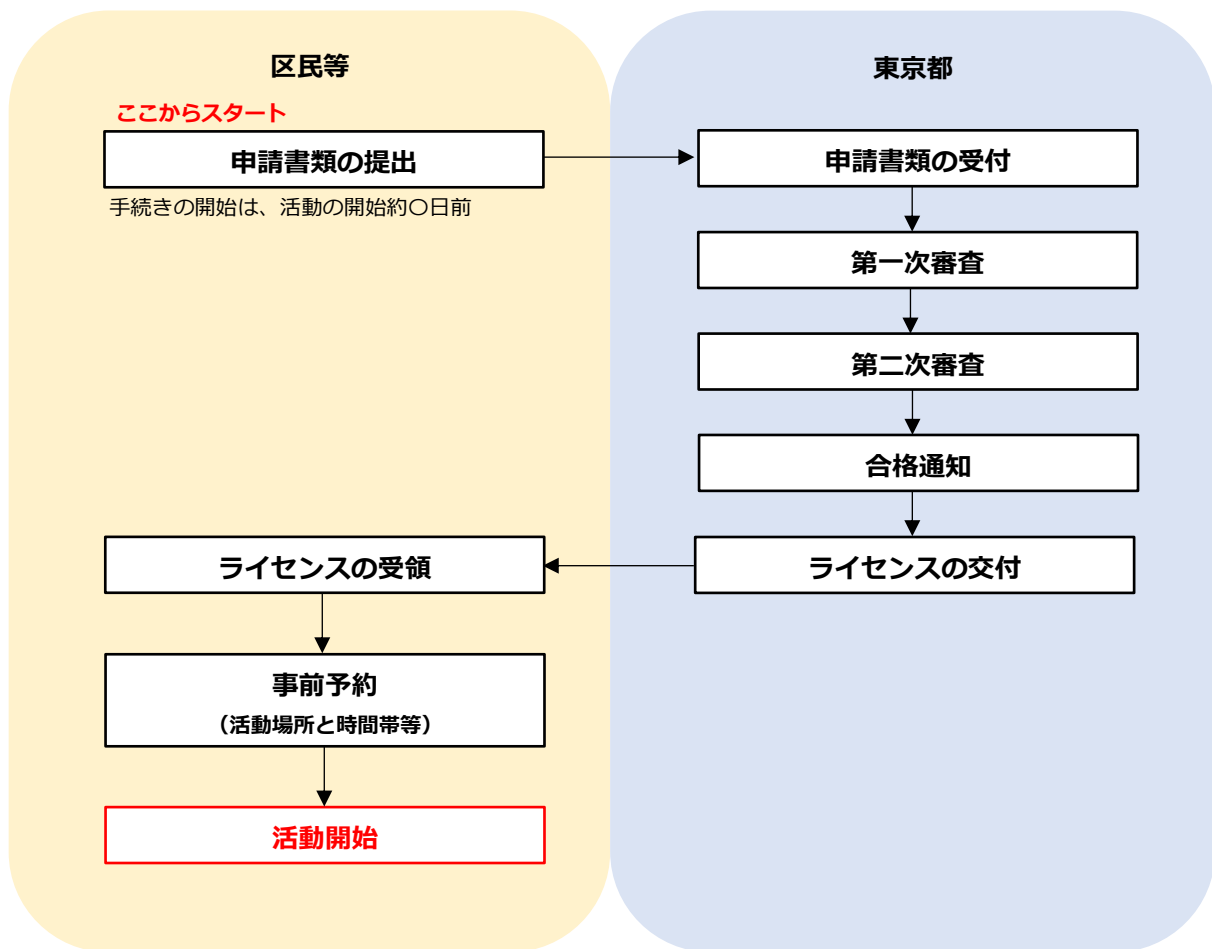 区民等
東京都
ここからスタート
申請書類の提出
申請書類の受付
手続きの開始は、活動の開始約〇日前
第一次審査
第二次審査
合格通知
ライセンスの受領
ライセンスの交付
事前予約
（活動場所と時間帯等）
活動開始